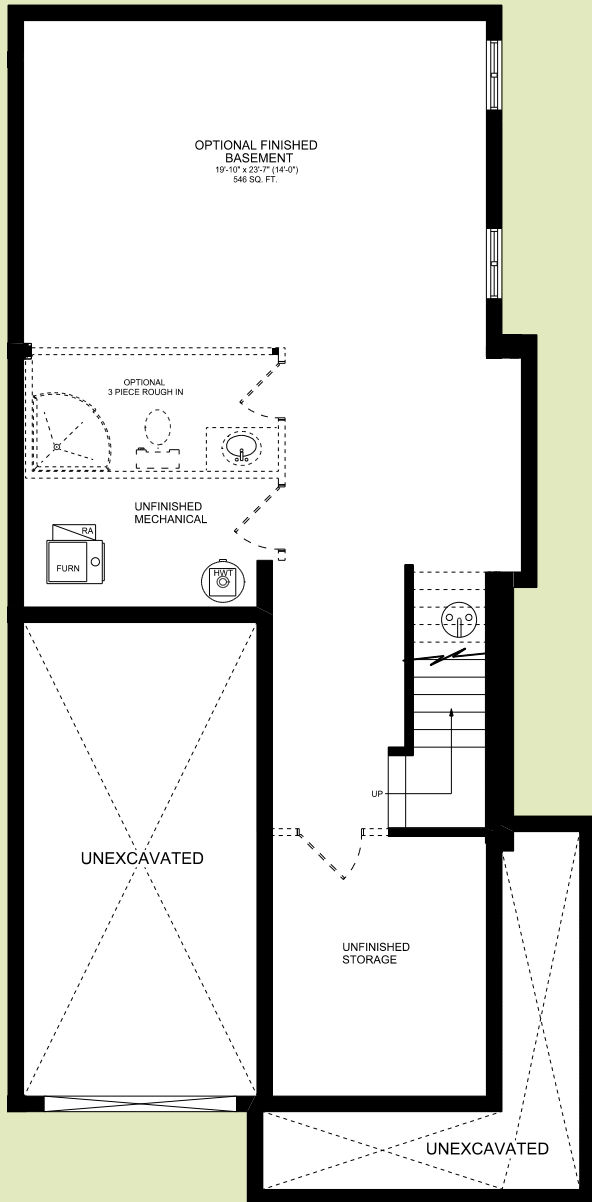 OPTIONAL FINISHED
BASEMENT
19'-10" x 23'-7" (14'-0")
546 SQ. FT.
OPTIONAL
3 PIECE ROUGH IN
UNFINISHED
MECHANICAL
RA
FURN
HWT
UP
UNEXCAVATED
UNFINISHED
STORAGE
UNEXCAVATED